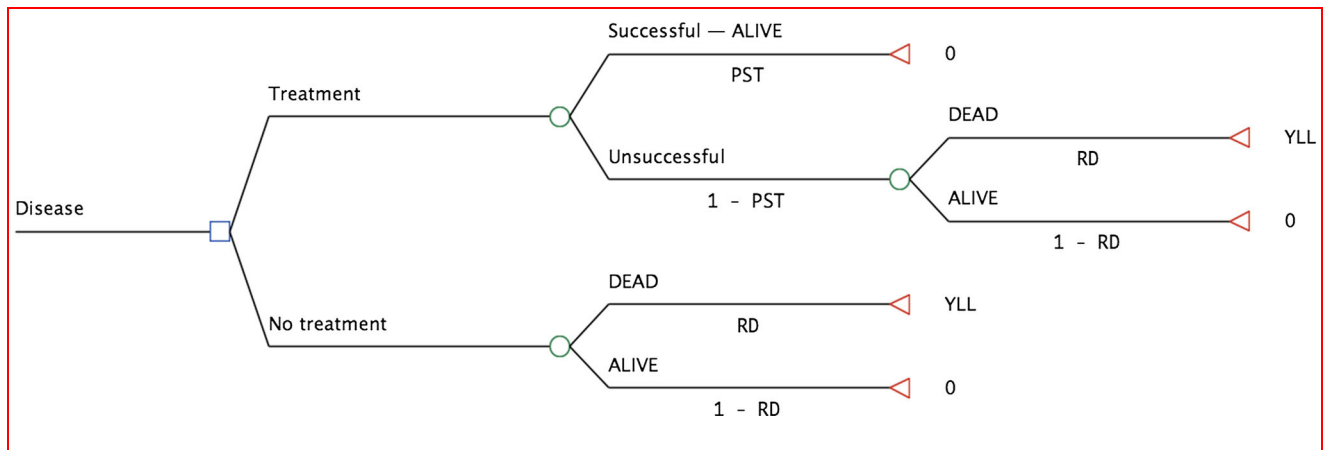 Successful — ALIVE
0
PST
Treatment
DEAD
YLL
RD
Unsuccessful
1 - PST
ALIVE
0
1 - RD
Disease
DEAD
YLL
RD
No treatment
ALIVE
0
1 - RD